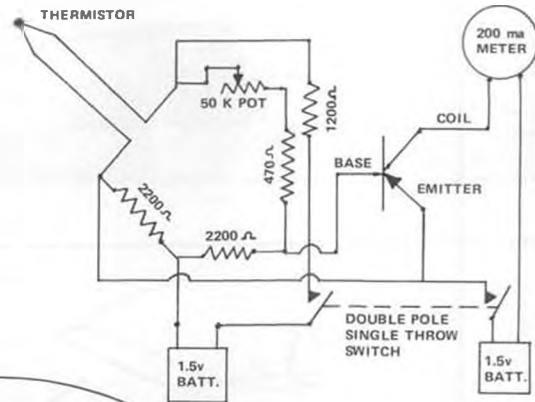 THERMISTOR
200 ma
METER
50 K POT
1200Ω
COIL
470Ω
BASE
EMITTER
2200Ω
2200Ω
DOUBLE POLE
SINGLE THROW
SWITCH
1.5v
BATT.
1.5v
BATT.